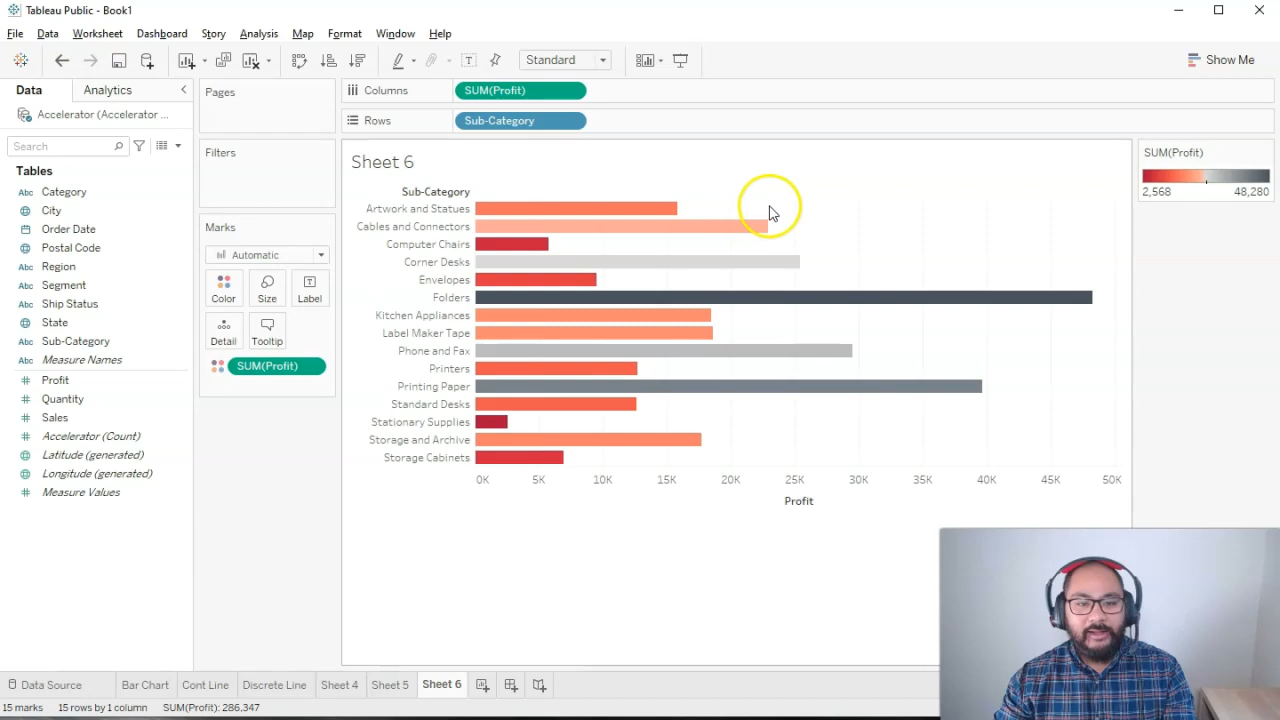 Tableau Public - Book1
File Data Worksheet Dashboard Story Analysis Map Format Window Help
Standard
Show Me
Data Analytics
Accelerator (Accelerator ...
Search
Tables
Abc Category
City
Order Date
Postal Code
Abc Region
Abc Segment
Abc Ship Status
State
Abc Sub-Category
Abc Measure Names
Profit
Quantity
Sales
Accelerator (Count)
Latitude (generated)
Longitude (generated)
Measure Values
Pages
Filters
Marks
Automatic
Color Size Label
Detail Tooltip
SUM(Profit)
Columns SUM(Profit)
Rows Sub-Category
Sheet 6
Sub-Category
Artwork and Statues
Cables and Connectors
Computer Chairs
Corner Desks
Envelopes
Folders
Kitchen Appliances
Label Maker Tape
Phone and Fax
Printers
Printing Paper
Standard Desks
Stationary Supplies
Storage and Archive
Storage Cabinets
0K 5K 10K 15K 20K 25K 30K 35K 40K 45K 50K
Profit
SUM(Profit)
2,568 48,280
Data Source Bar Chart Cont Line Discrete Line Sheet 4 Sheet 5 Sheet 6
15 marks 15 rows by 1 column SUM(Profit): 286,347